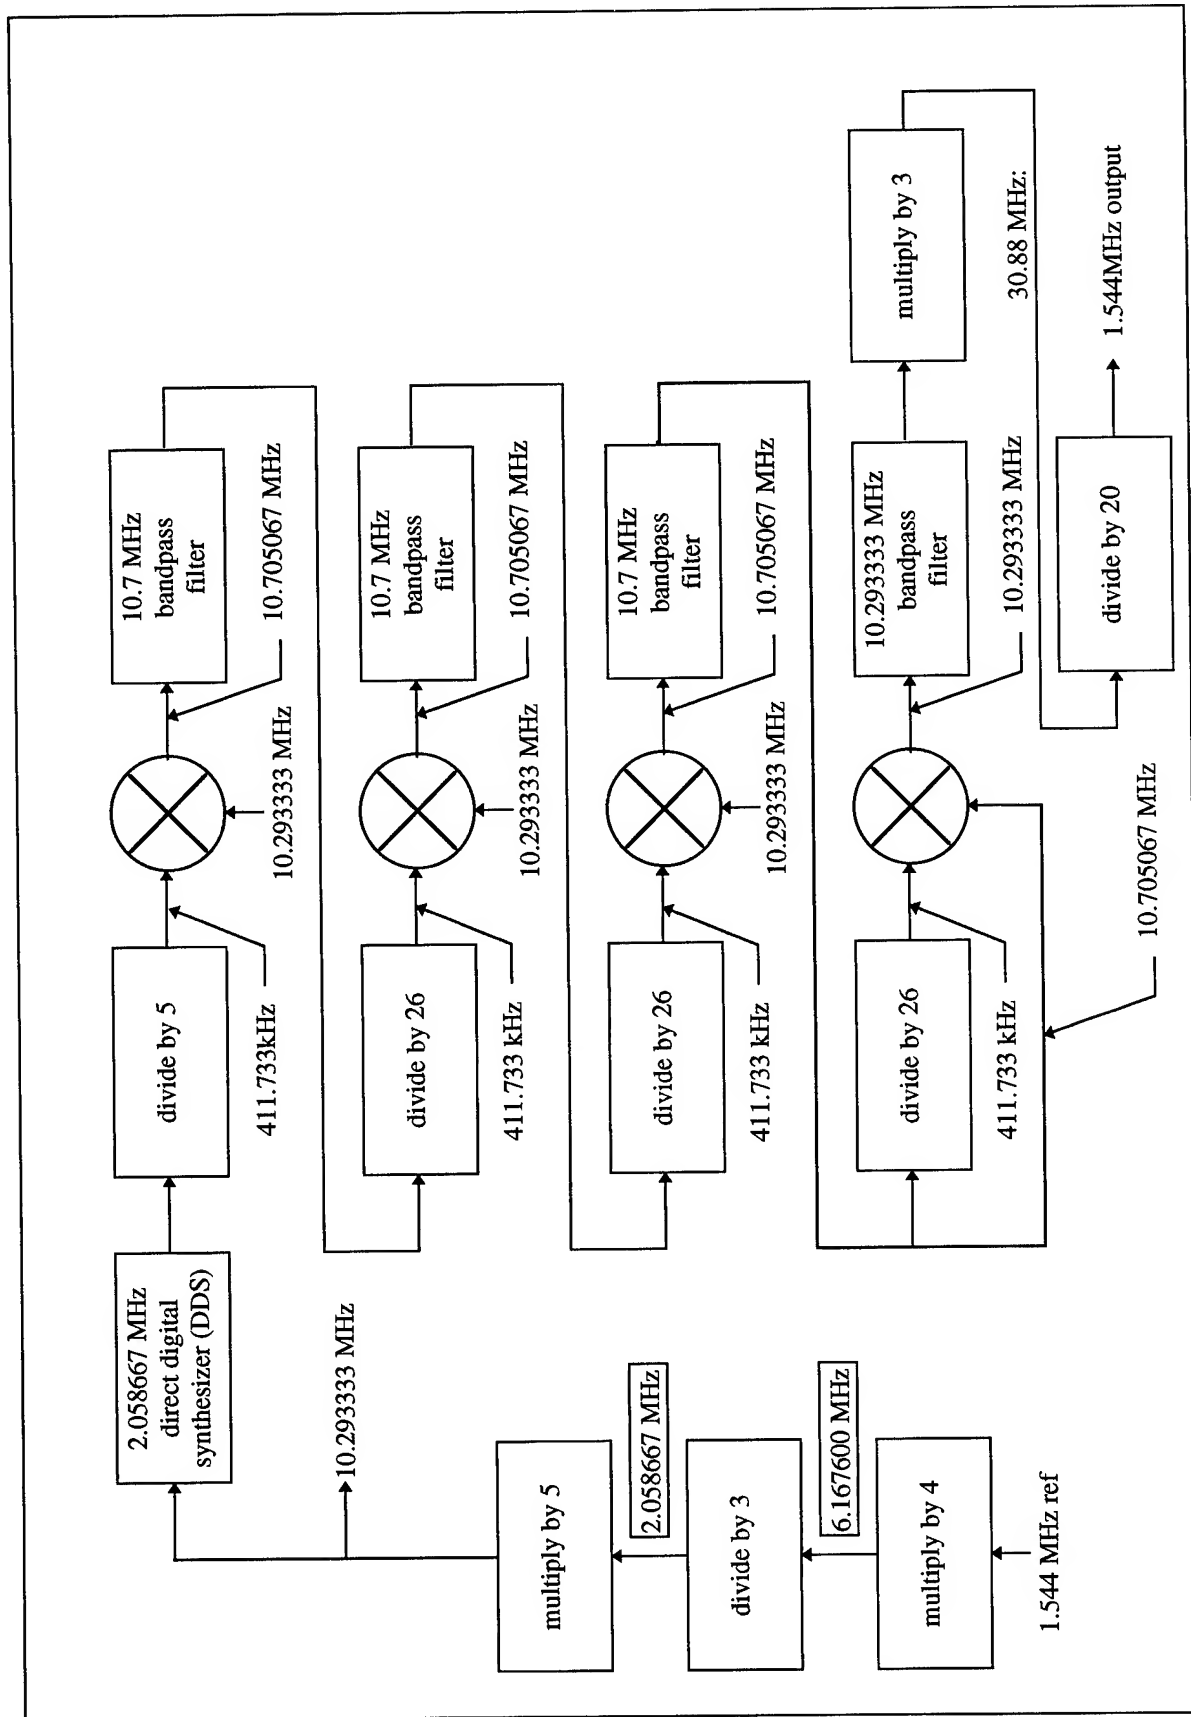 2.058667 MHz
direct digital
synthesizer (DDS)
divide by 5
411.733kHz
10.293333 MHz
10.705067 MHz
10.7 MHz
bandpass
filter
10.293333 MHz
divide by 26
411.733 kHz
10.293333 MHz
10.705067 MHz
10.7 MHz
bandpass
filter
multiply by 5
2.058667 MHz
divide by 3
6.167600 MHz
multiply by 4
1.544 MHz ref
divide by 26
411.733 kHz
10.293333 MHz
10.705067 MHz
10.7 MHz
bandpass
filter
divide by 26
411.733 kHz
10.705067 MHz
10.293333 MHz
10.293333 MHz
bandpass
filter
multiply by 3
30.88 MHz:
divide by 20
1.544MHz output